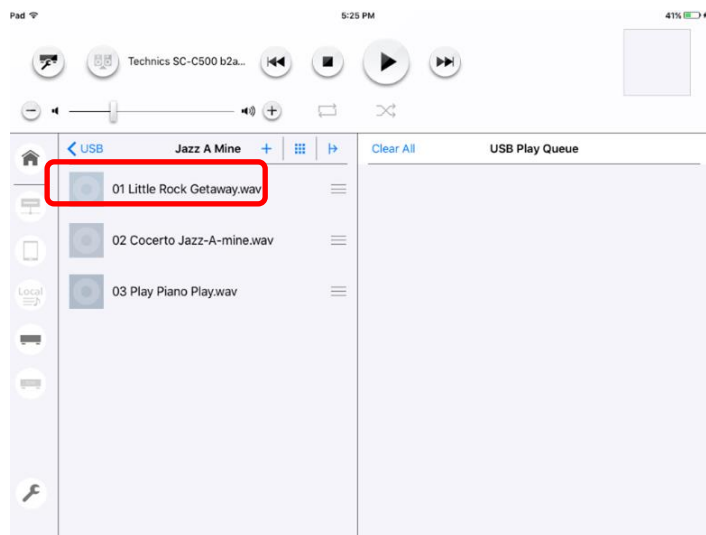 Pad 5:25 PM 41%
Technics SC-C500 b2a...
USB Jazz A Mine + Clear All USB Play Queue
01 Little Rock Getaway.wav
02 Cocerto Jazz-A-mine.wav
Local
03 Play Piano Play.wav